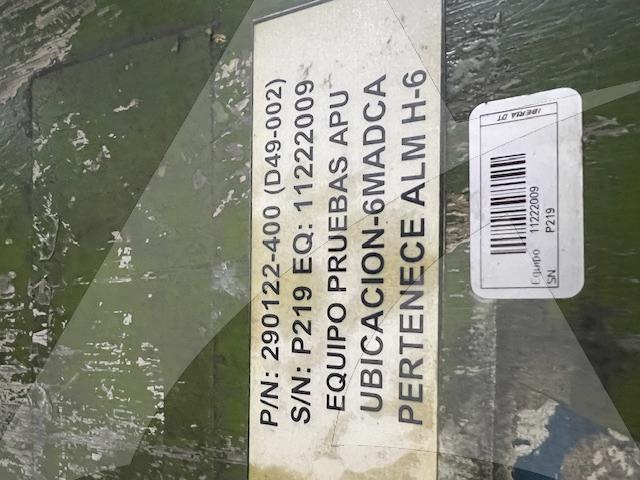 P/N: 290122-400 (D49-002)
S/N: P219 EQ: 11222009
EQUIPO PRUEBAS APU
UBICACION-6MADCA
PERTENECE ALM H-6
IBERIA DT
Equipo 11222009
SN P219